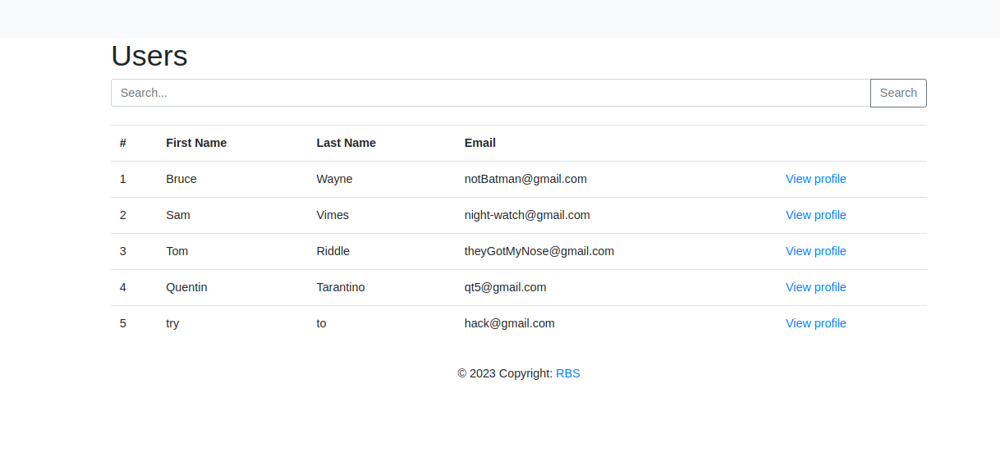 Users
Search... Search
# First Name Last Name Email
1 Bruce Wayne notBatman@gmail.com View profile
2 Sam Vimes night-watch@gmail.com View profile
3 Tom Riddle theyGotMyNose@gmail.com View profile
4 Quentin Tarantino qt5@gmail.com View profile
5 try to hack@gmail.com View profile
© 2023 Copyright: RBS